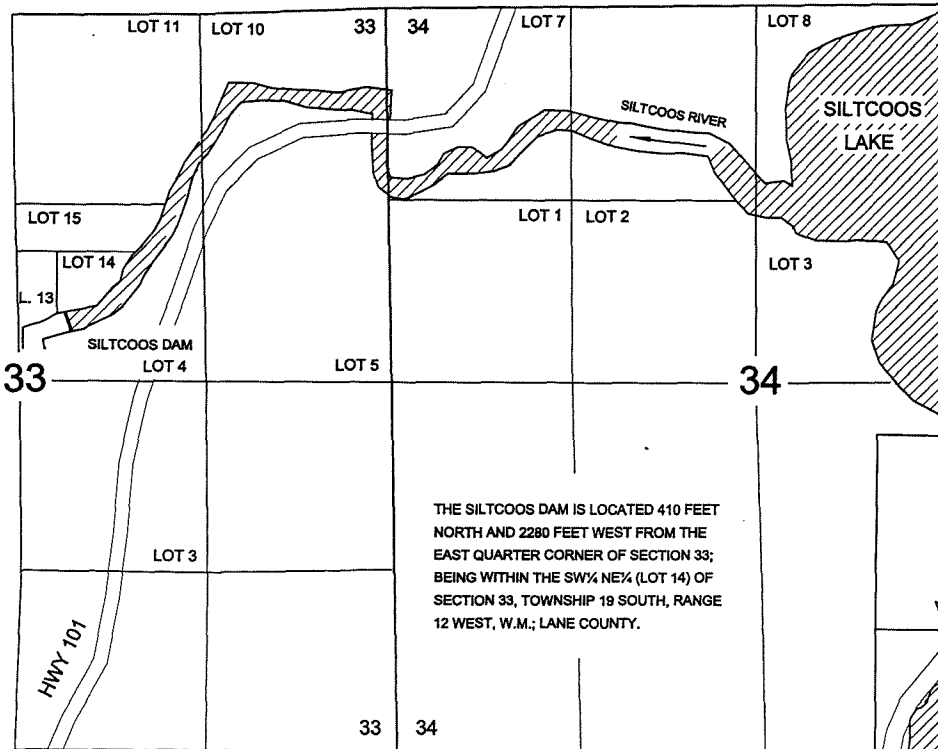 LOT 11
LOT 10
33
34
LOT 7
LOT 8
SILTCOOS RIVER
SILTCOOS
LAKE
LOT 15
LOT 1
LOT 2
LOT 14
LOT 3
L. 13
SILTCOOS DAM
LOT 4
LOT 5
33
34
THE SILTCOOS DAM IS LOCATED 410 FEET
NORTH AND 2280 FEET WEST FROM THE
EAST QUARTER CORNER OF SECTION 33;
BEING WITHIN THE SW¼ NE¼ (LOT 14) OF
SECTION 33, TOWNSHIP 19 SOUTH, RANGE
12 WEST, W.M.; LANE COUNTY.
LOT 3
HWY 101
33
34